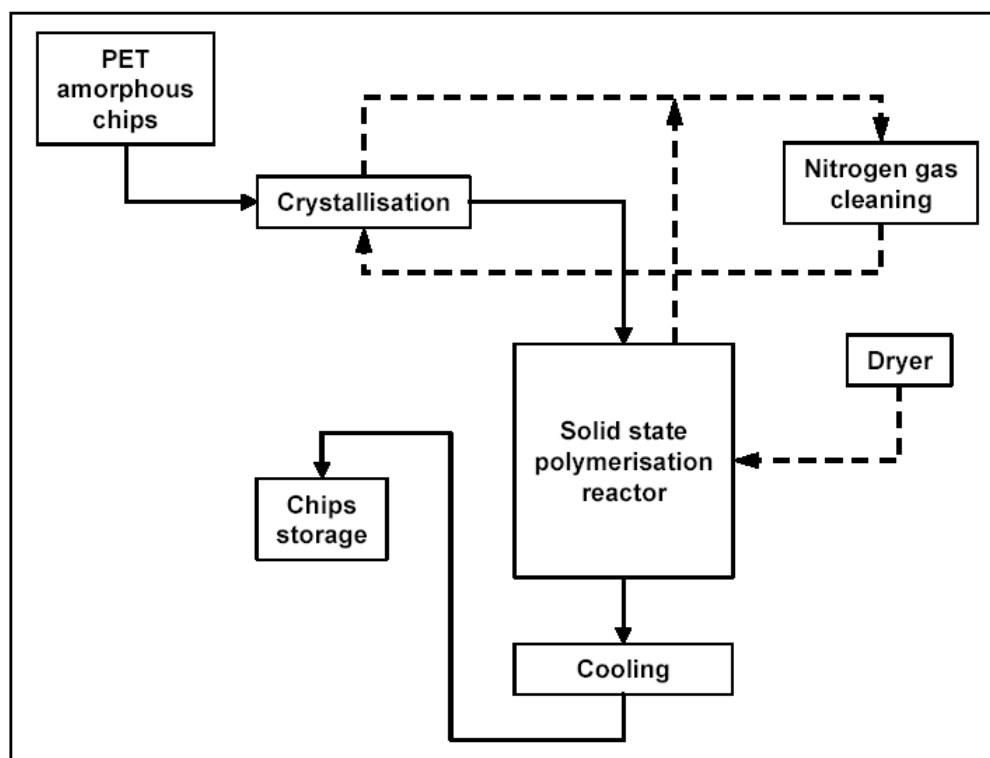 PET
amorphous
chips
Crystallisation
Nitrogen gas
cleaning
Dryer
Solid state
polymerisation
reactor
Chips
storage
Cooling